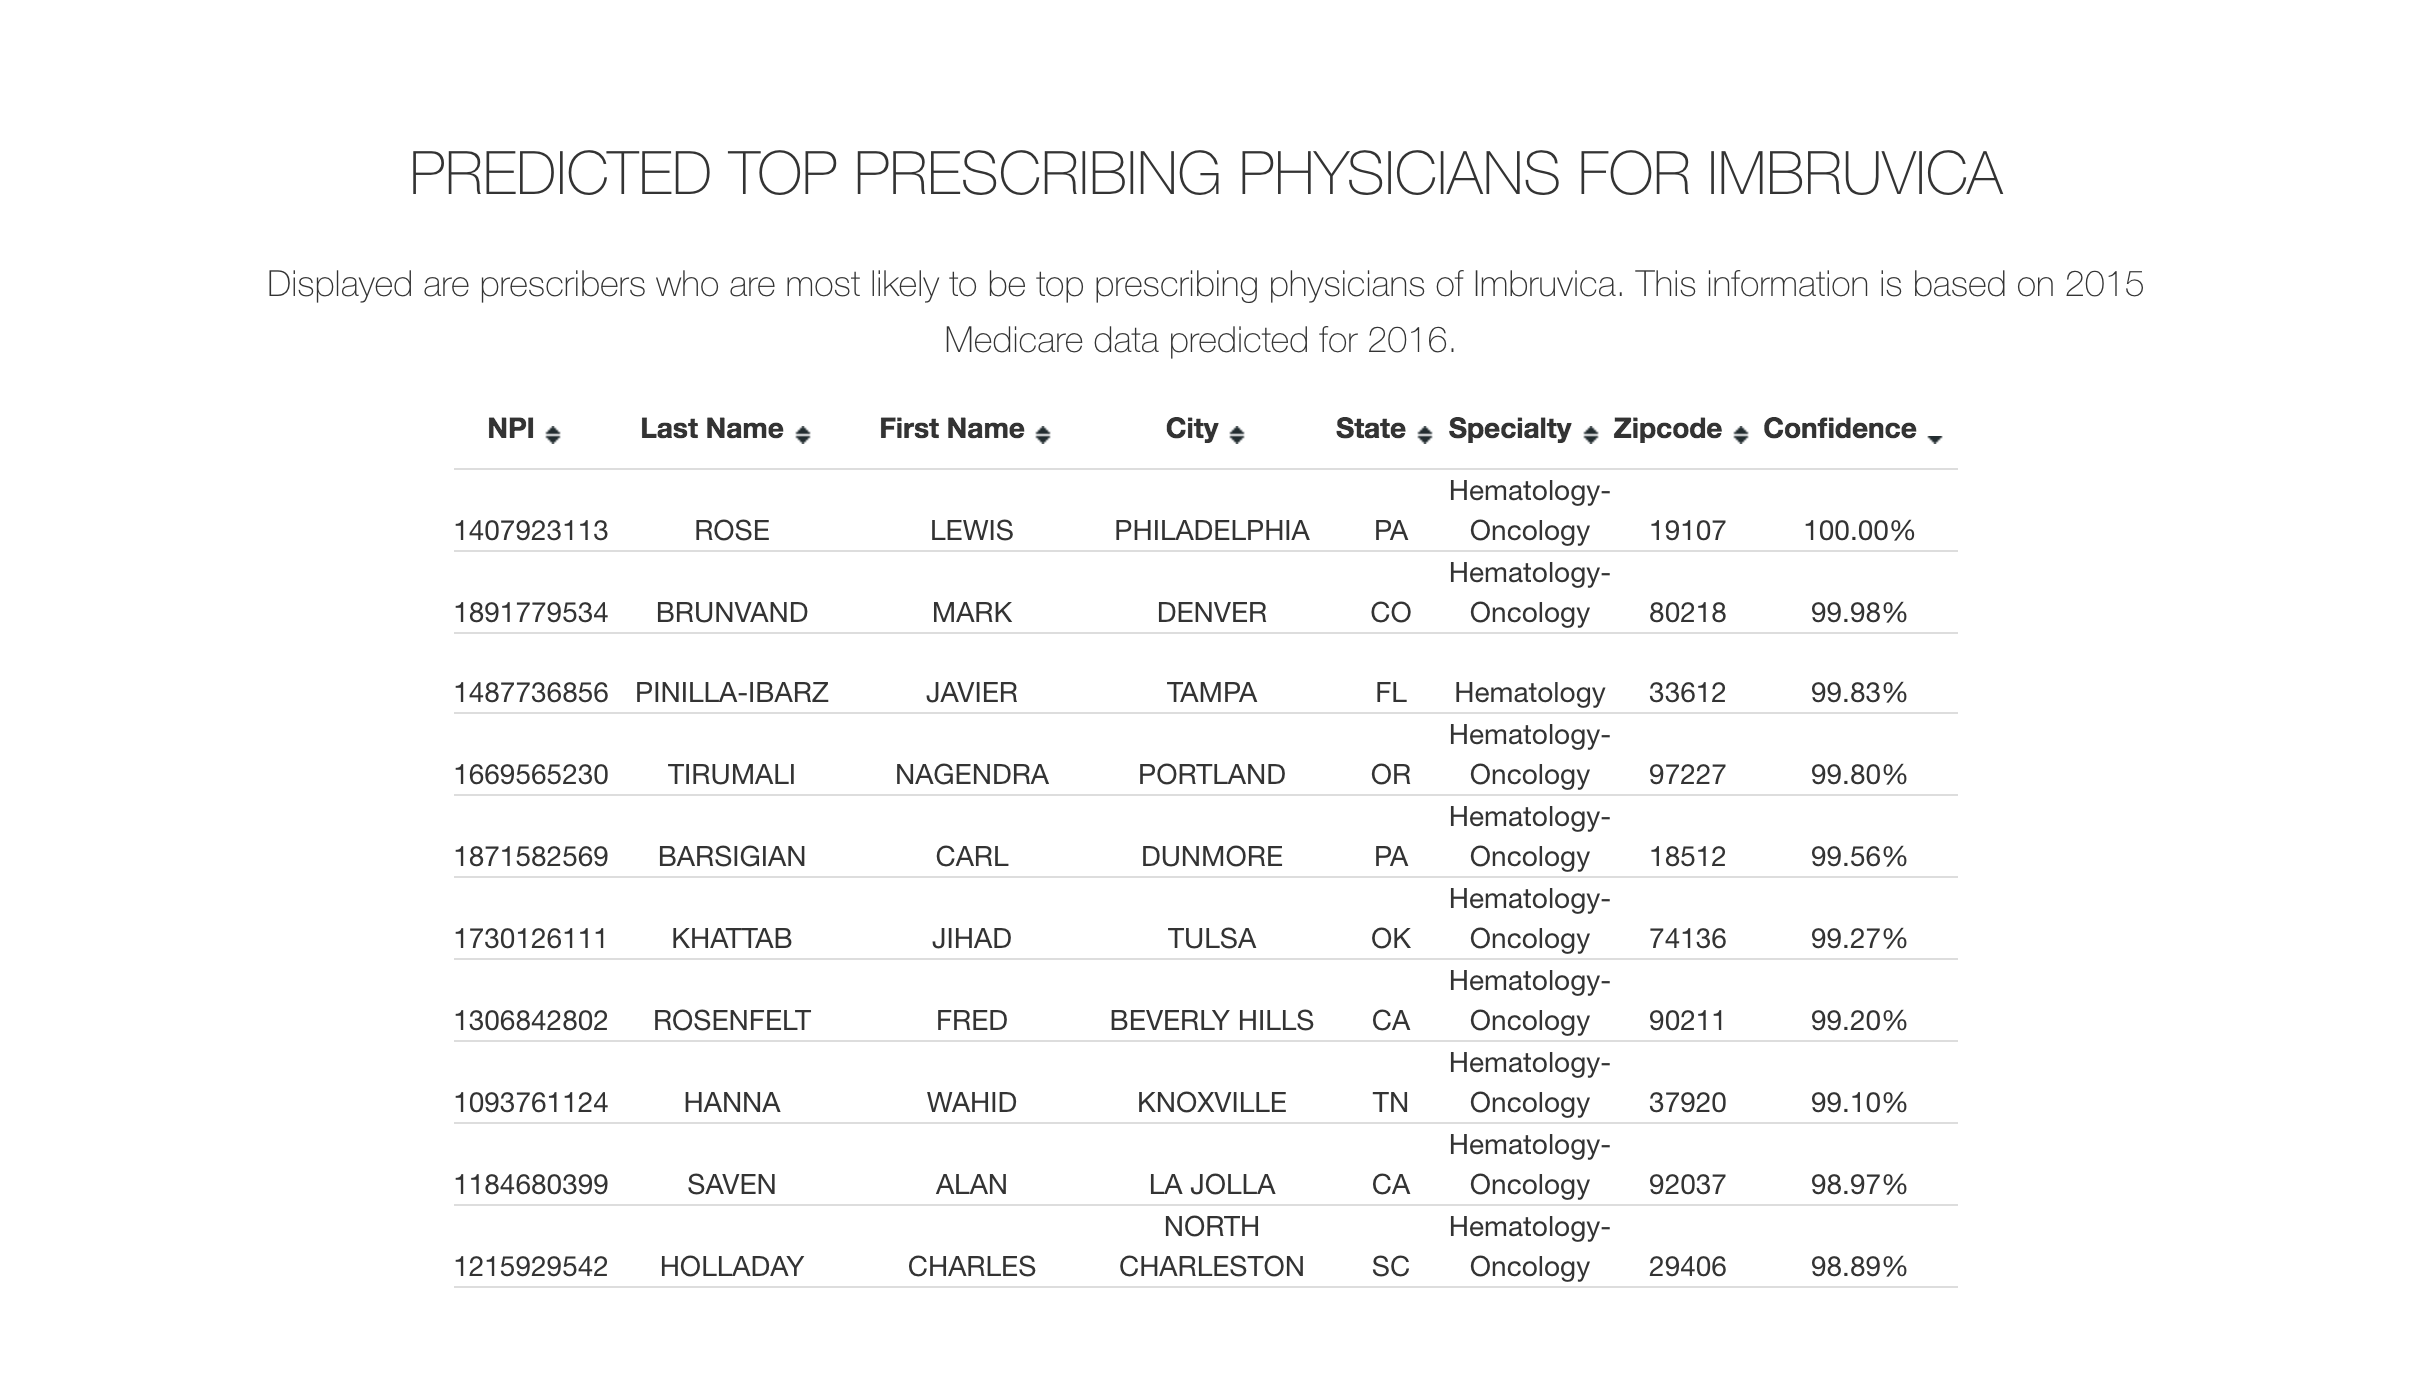 PREDICTED TOP PRESCRIBING PHYSICIANS FOR IMBRUVICA
Displayed are prescribers who are most likely to be top prescribing physicians of Imbruvica. This information is based on 2015
Medicare data predicted for 2016.
NPI Last Name First Name City State Specialty Zipcode Confidence
Hematology-
1407923113 ROSE LEWIS PHILADELPHIA PA Oncology 19107 100.00%
Hematology-
1891779534 BRUNVAND MARK DENVER CO Oncology 80218 99.98%
1487736856 PINILLA-IBARZ JAVIER TAMPA FL Hematology 33612 99.83%
Hematology-
1669565230 TIRUMALI NAGENDRA PORTLAND OR Oncology 97227 99.80%
Hematology-
1871582569 BARSIGIAN CARL DUNMORE PA Oncology 18512 99.56%
Hematology-
1730126111 KHATTAB JIHAD TULSA OK Oncology 74136 99.27%
Hematology-
1306842802 ROSENFELT FRED BEVERLY HILLS CA Oncology 90211 99.20%
Hematology-
1093761124 HANNA WAHID KNOXVILLE TN Oncology 37920 99.10%
Hematology-
1184680399 SAVEN ALAN LA JOLLA CA Oncology 92037 98.97%
NORTH Hematology-
1215929542 HOLLADAY CHARLES CHARLESTON SC Oncology 29406 98.89%